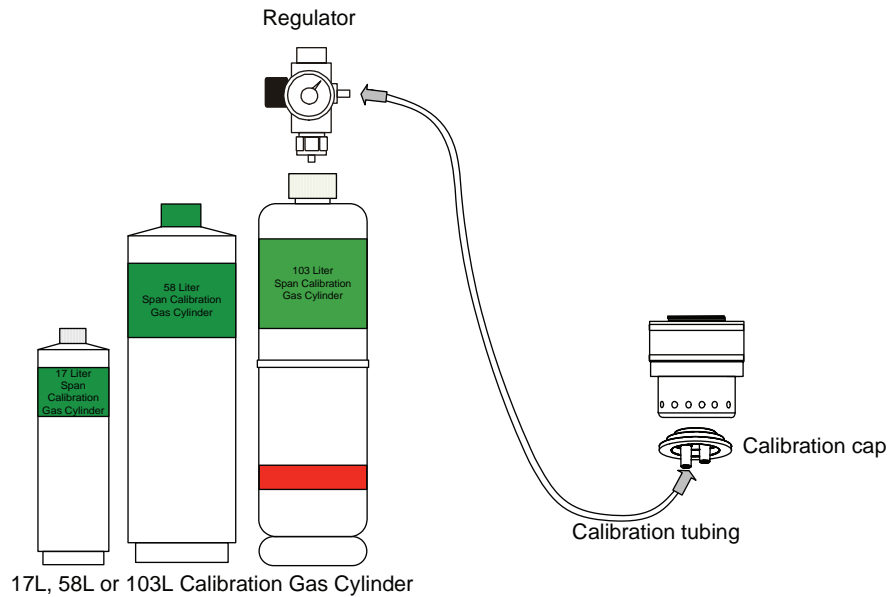 Regulator
103 Liter
Span Calibration
Gas Cylinder
58 Liter
Span Calibration
Gas Cylinder
17 Liter
Span
Calibration
Gas Cylinder
Calibration cap
Calibration tubing
17L, 58L or 103L Calibration Gas Cylinder